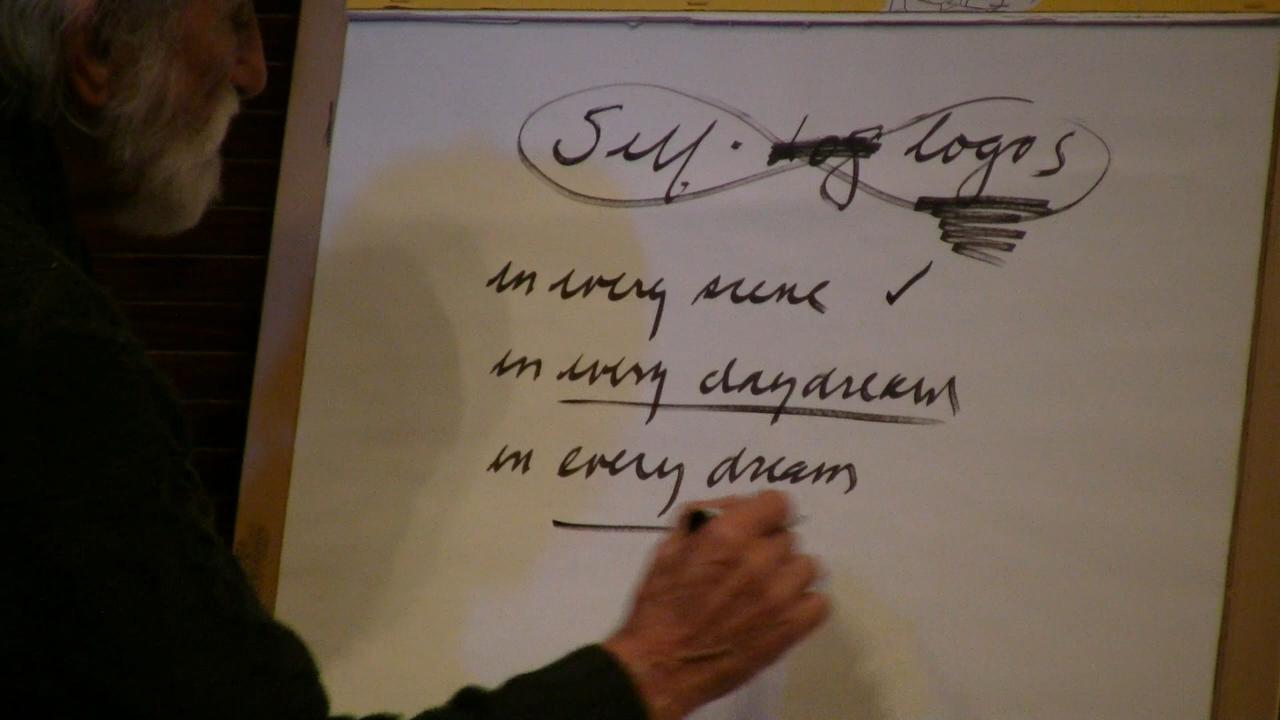 Self. logos
in every scene ✓
in every daydream
in every dream